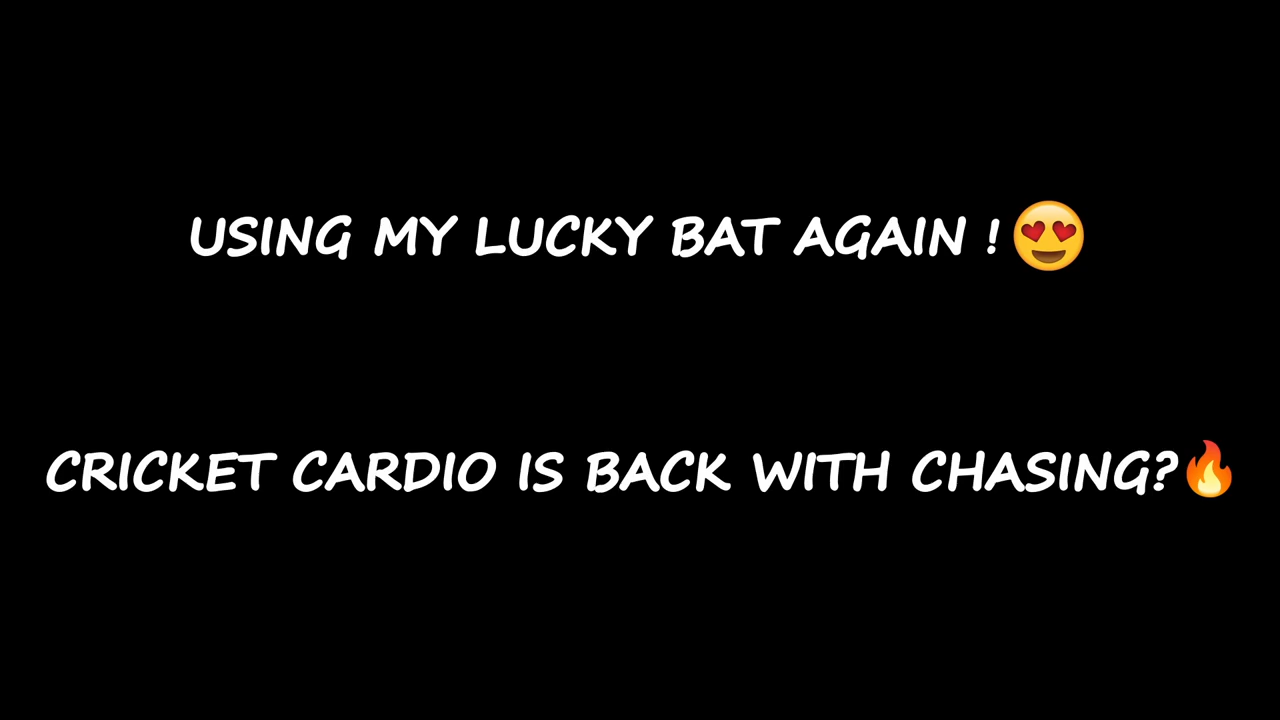 USING MY LUCKY BAT AGAIN !😍
CRICKET CARDIO IS BACK WITH CHASING?🔥